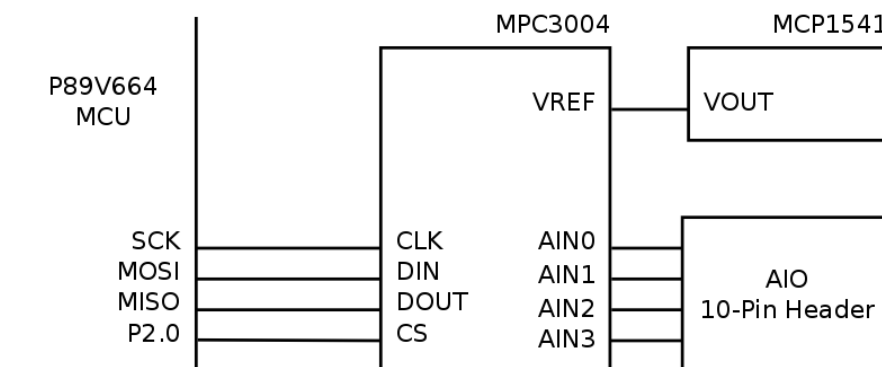 MPC3004
MCP1541
P89V664
MCU
VREF
VOUT
SCK
CLK
AIN0
MOSI
DIN
AIN1
AIO
MISO
DOUT
AIN2
10-Pin Header
P2.0
CS
AIN3